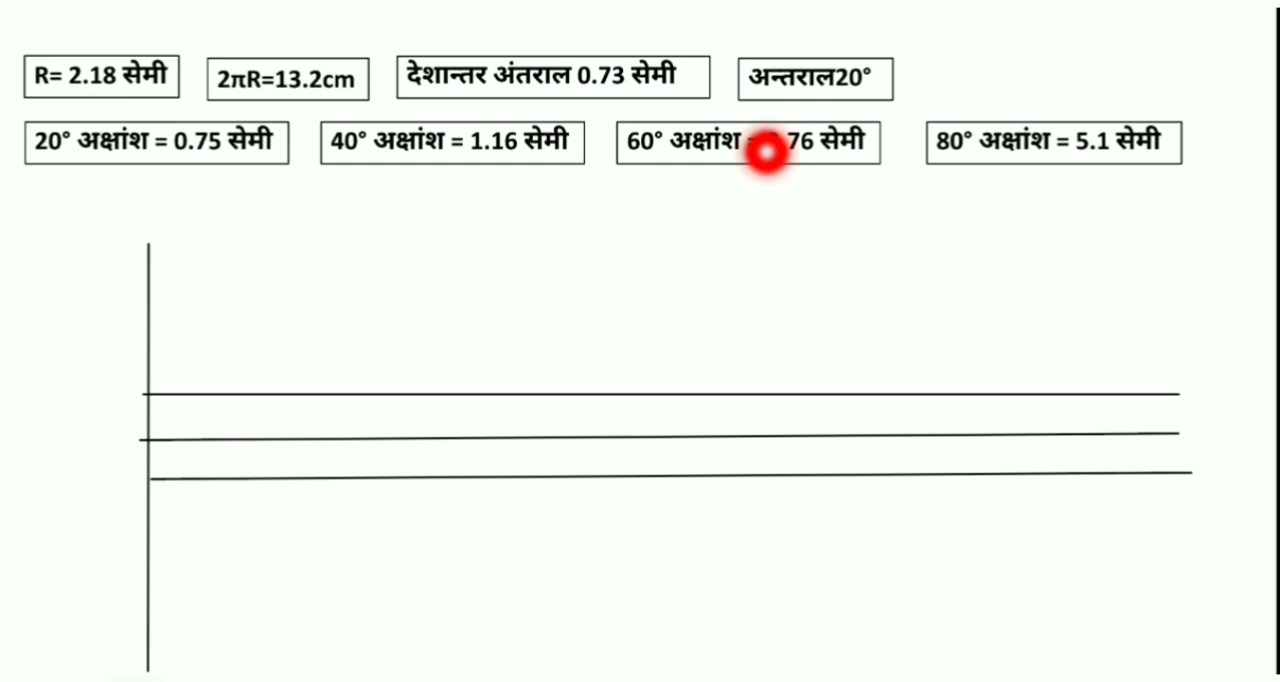 R= 2.18 सेमी 2πR=13.2cm देशान्तर अंतराल 0.73 सेमी अन्तराल20°
20° अक्षांश = 0.75 सेमी 40° अक्षांश = 1.16 सेमी 60° अक्षांश 76 सेमी 80° अक्षांश = 5.1 सेमी